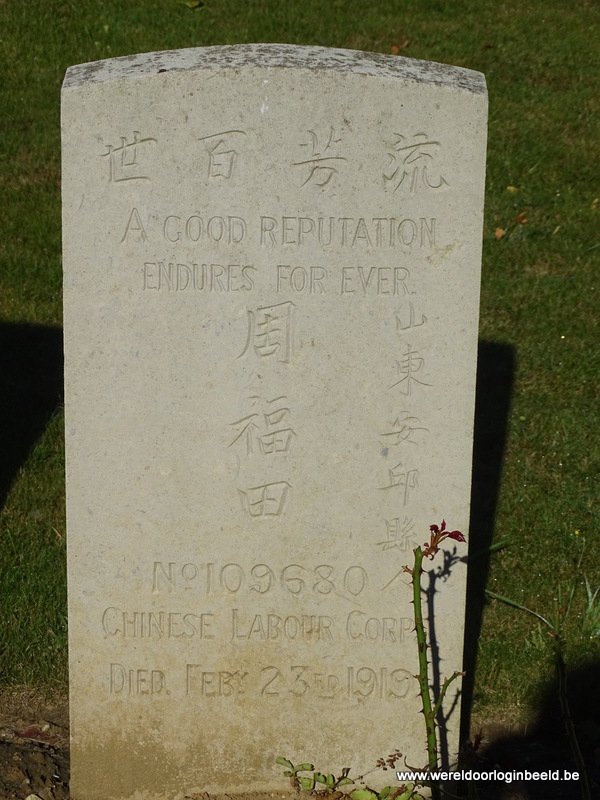 流芳百世
A GOOD REPUTATION
ENDURES FOR EVER.
山東安邱縣人
周福田
No 109680
CHINESE LABOUR CORPS
DIED. FEBY 23RD 1919.
www.wereldoorloginbeeld.be